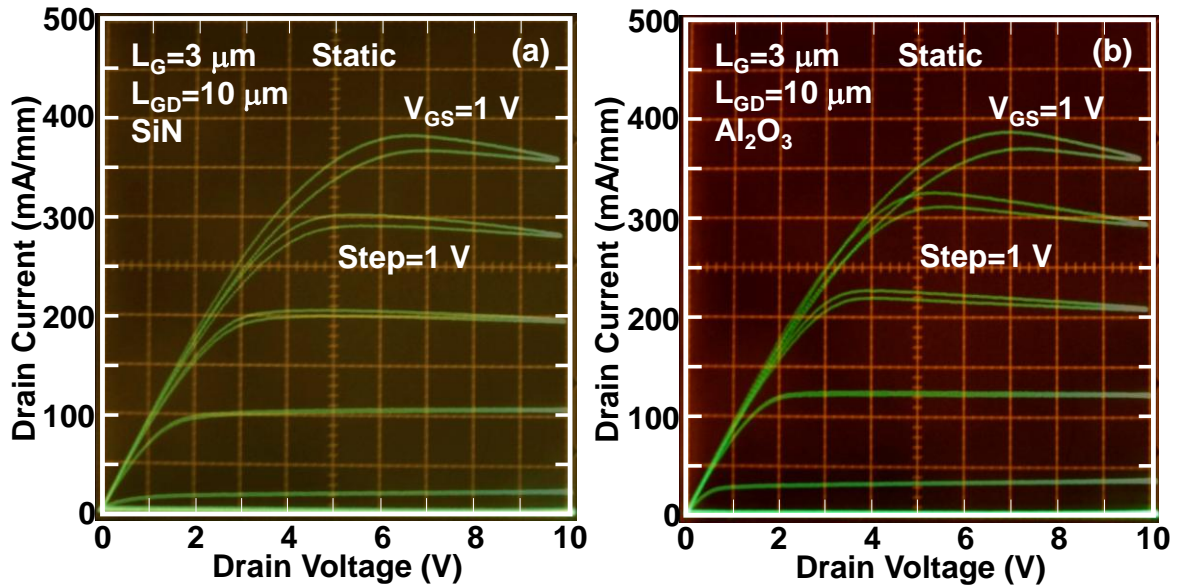 500
400
300
200
100
0
Drain Current (mA/mm)
L_G=3 μm
Static
(a)
L_GD=10 μm
SiN
V_GS=1 V
Step=1 V
0
2
4
6
8
10
Drain Voltage (V)
500
400
300
200
100
0
Drain Current (mA/mm)
L_G=3 μm
Static
(b)
L_GD=10 μm
Al₂O₃
V_GS=1 V
Step=1 V
0
2
4
6
8
10
Drain Voltage (V)